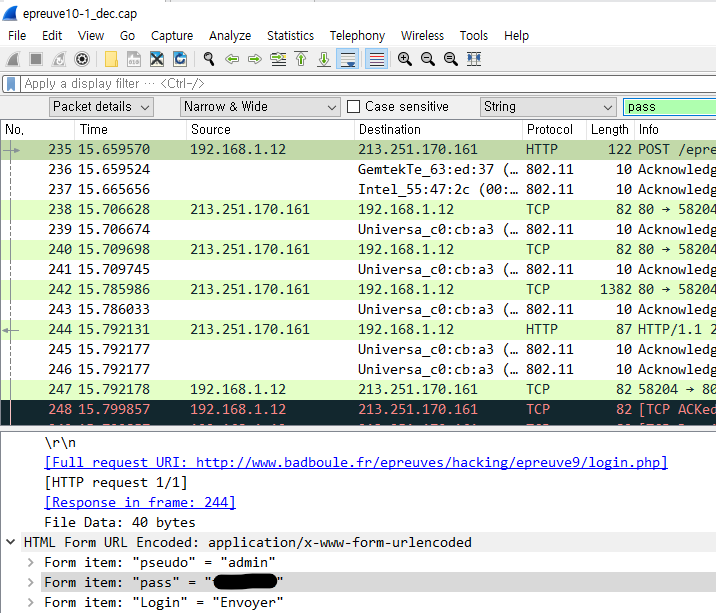 epreuve10-1_dec.cap
File Edit View Go Capture Analyze Statistics Telephony Wireless Tools Help
Apply a display filter ... <Ctrl-/>
Packet details Narrow & Wide Case sensitive String pass
No. Time Source Destination Protocol Length Info
235 15.659570 192.168.1.12 213.251.170.161 HTTP 122 POST /epre
236 15.659524 GemtekTe_63:ed:37 (… 802.11 10 Acknowledg
237 15.665656 Intel_55:47:2c (00:… 802.11 10 Acknowledg
238 15.706628 213.251.170.161 192.168.1.12 TCP 82 80 → 58204
239 15.706674 Universa_c0:cb:a3 (… 802.11 10 Acknowledg
240 15.709698 213.251.170.161 192.168.1.12 TCP 82 80 → 58204
241 15.709745 Universa_c0:cb:a3 (… 802.11 10 Acknowledg
242 15.785986 213.251.170.161 192.168.1.12 TCP 1382 80 → 58204
243 15.786033 Universa_c0:cb:a3 (… 802.11 10 Acknowledg
244 15.792131 213.251.170.161 192.168.1.12 HTTP 87 HTTP/1.1 2
245 15.792177 Universa_c0:cb:a3 (… 802.11 10 Acknowledg
246 15.792177 Universa_c0:cb:a3 (… 802.11 10 Acknowledg
247 15.792178 192.168.1.12 213.251.170.161 TCP 82 58204 → 80
248 15.799857 192.168.1.12 213.251.170.161 TCP 82 [TCP ACKed
\r\n
[Full request URI: http://www.badboule.fr/epreuves/hacking/epreuve9/login.php]
[HTTP request 1/1]
[Response in frame: 244]
File Data: 40 bytes
HTML Form URL Encoded: application/x-www-form-urlencoded
Form item: "pseudo" = "admin"
Form item: "pass" = " "
Form item: "Login" = "Envoyer"